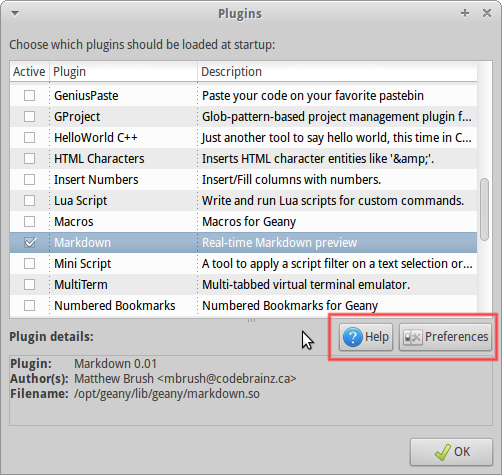 Plugins
Choose which plugins should be loaded at startup:
Active Plugin Description
GeniusPaste Paste your code on your favorite pastebin
GProject Glob-pattern-based project management plugin f...
HelloWorld C++ Just another tool to say hello world, this time in C...
HTML Characters Inserts HTML character entities like '&amp;'.
Insert Numbers Insert/Fill columns with numbers.
Lua Script Write and run Lua scripts for custom commands.
Macros Macros for Geany
Markdown Real-time Markdown preview
Mini Script A tool to apply a script filter on a text selection or...
MultiTerm Multi-tabbed virtual terminal emulator.
Numbered Bookmarks Numbered Bookmarks for Geany
Plugin details: Help Preferences
Plugin: Markdown 0.01
Author(s): Matthew Brush <mbrush@codebrainz.ca>
Filename: /opt/geany/lib/geany/markdown.so
OK